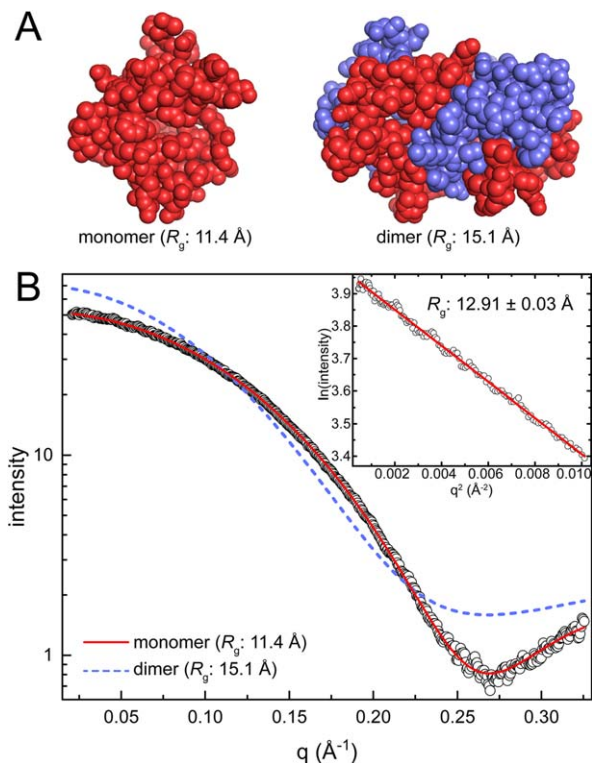 A
monomer (Rg: 11.4 Å) dimer (Rg: 15.1 Å)
B
Rg: 12.91 ± 0.03 Å
3.9
3.8
3.7
3.6
3.5
3.4
ln(intensity)
0.002 0.004 0.006 0.008 0.010
q² (Å⁻²)
10
1
intensity
monomer (Rg: 11.4 Å)
dimer (Rg: 15.1 Å)
0.05 0.10 0.15 0.20 0.25 0.30
q (Å⁻¹)